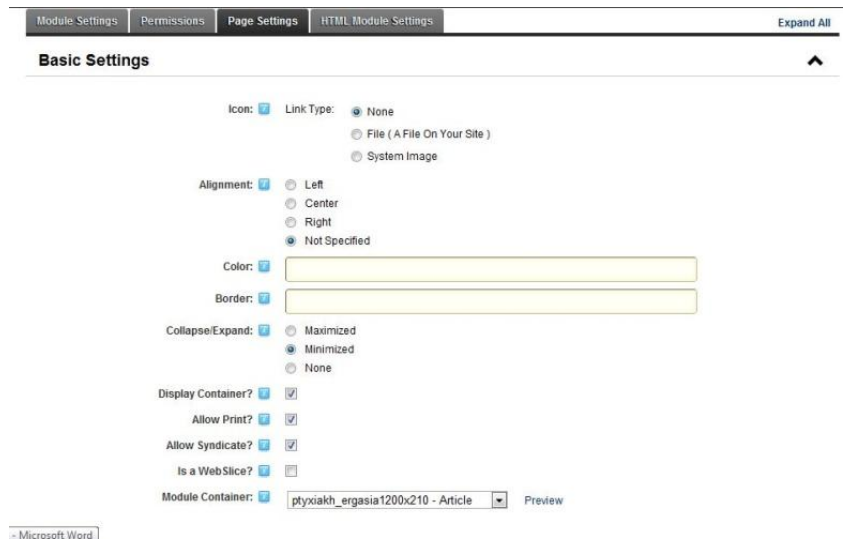 Module Settings Permissions Page Settings HTML Module Settings Expand All
Basic Settings
Icon: Link Type: None
File ( A File On Your Site )
System Image
Alignment: Left
Center
Right
Not Specified
Color:
Border:
Collapse/Expand: Maximized
Minimized
None
Display Container?
Allow Print?
Allow Syndicate?
Is a WebSlice?
Module Container: ptyxiakh_ergasia1200x210 - Article Preview
- Microsoft Word